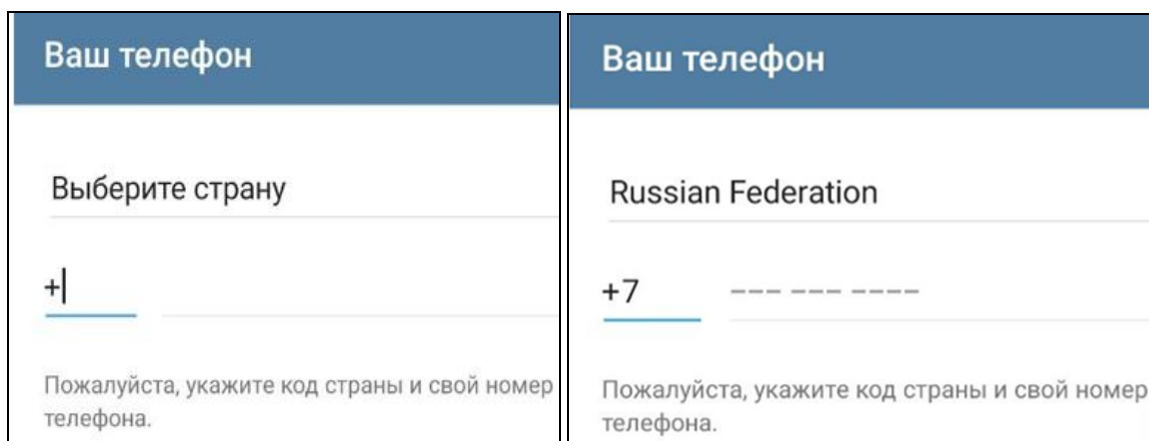 Ваш телефон
Выберите страну
+
Пожалуйста, укажите код страны и свой номер
телефона.
Ваш телефон
Russian Federation
+7 --- --- ----
Пожалуйста, укажите код страны и свой номер
телефона.